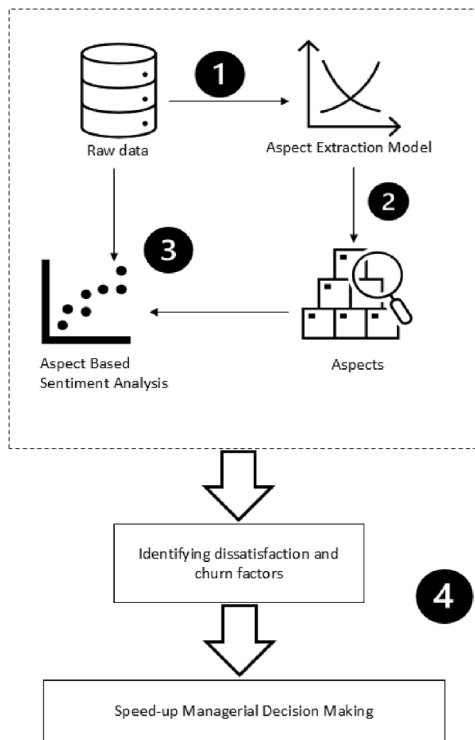 1
Raw data
Aspect Extraction Model
2
3
Aspect Based
Sentiment Analysis
Aspects
Identifying dissatisfaction and
churn factors
4
Speed-up Managerial Decision Making